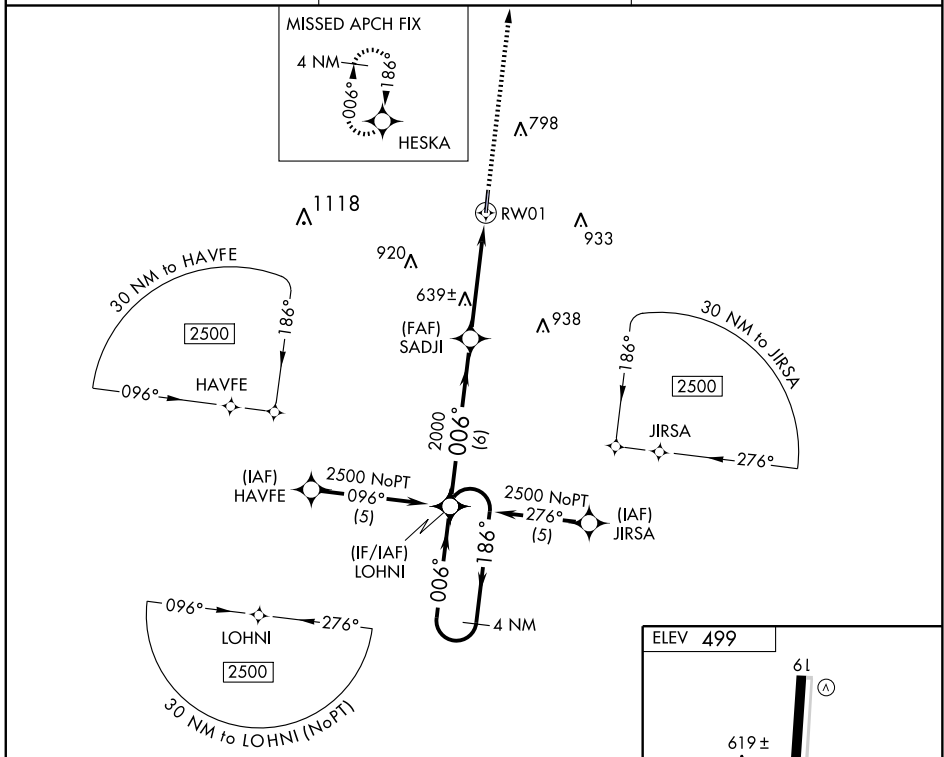 MISSED APCH FIX
4 NM
006°
186°
HESKA
798
1118
RW01
933
920
639±
938
(FAF)
SADJI
30 NM to HAVFE
2500
186°
HAVFE
096°
30 NM to JIRSA
186°
2500
JIRSA
276°
2000
006°
(6)
(IAF)
HAVFE
2500 NoPT
096°
(5)
2500 NoPT
276°
(5)
(IAF)
JIRSA
(IF/IAF)
LOHNI
006°
186°
4 NM
096°
276°
LOHNI
2500
30 NM to LOHNI (NoPT)
ELEV 499
19
A
619±